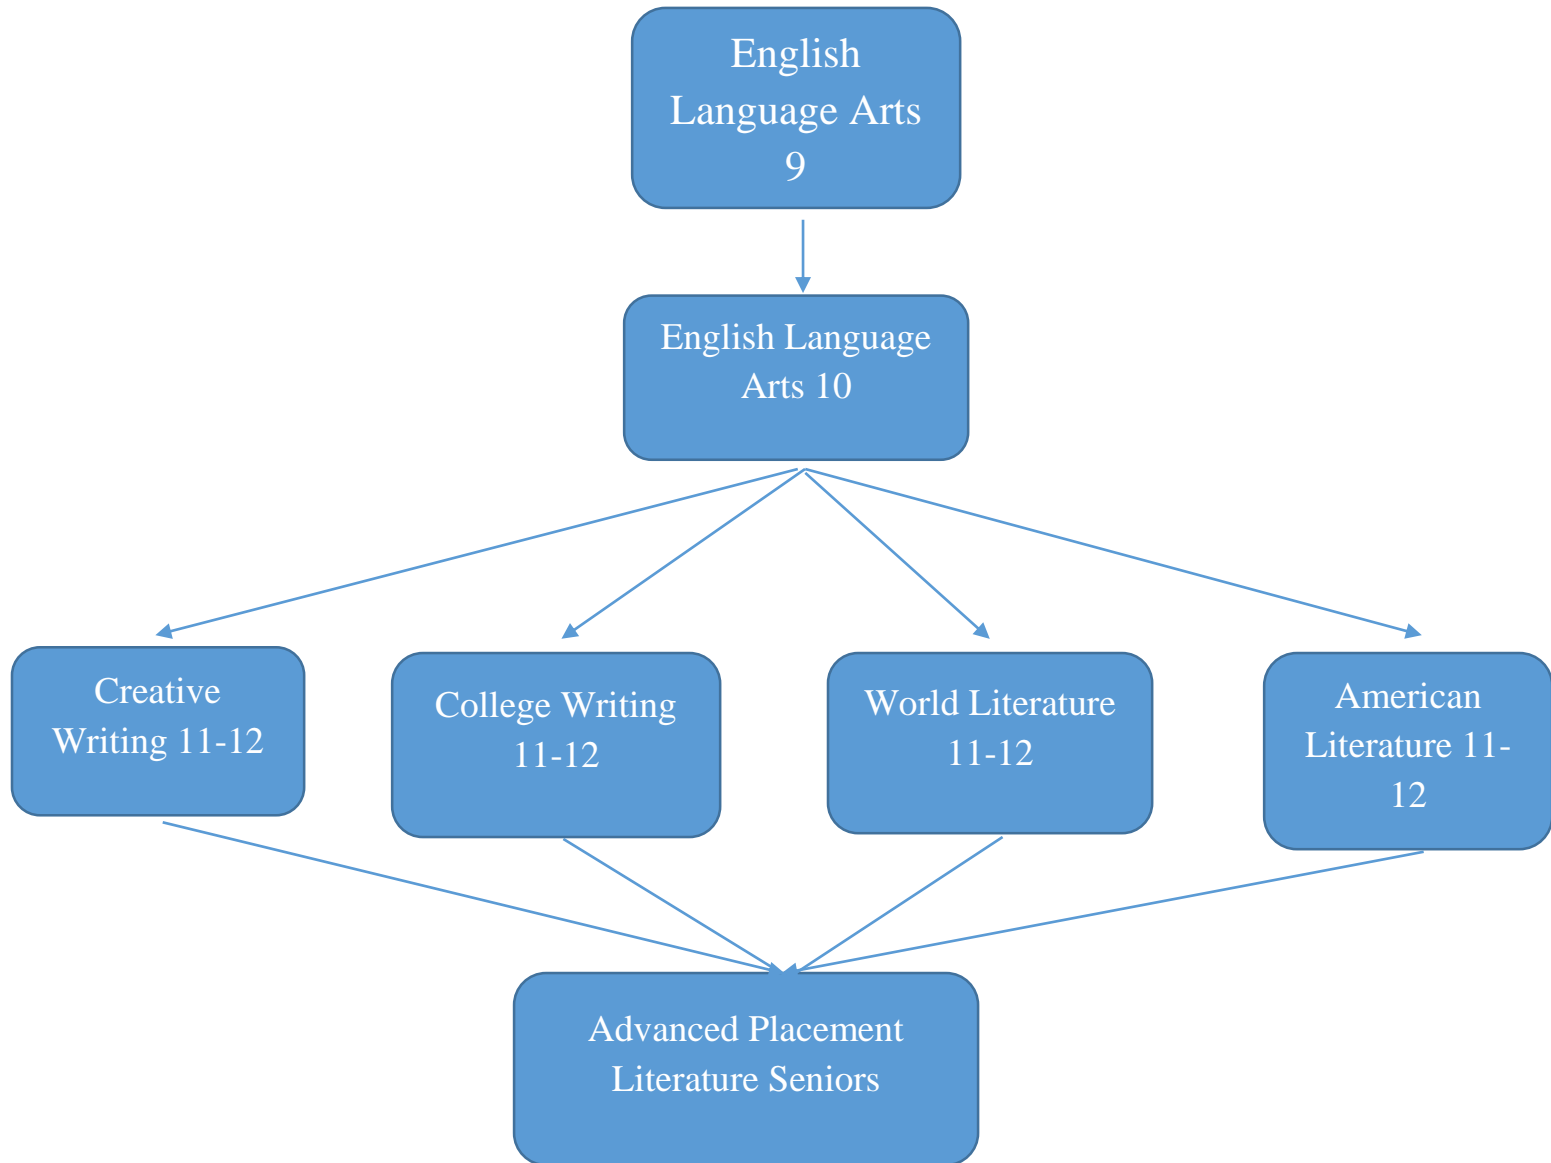 English
Language Arts
9
English Language
Arts 10
Creative
Writing 11-12
College Writing
11-12
World Literature
11-12
American
Literature 11-
12
Advanced Placement
Literature Seniors